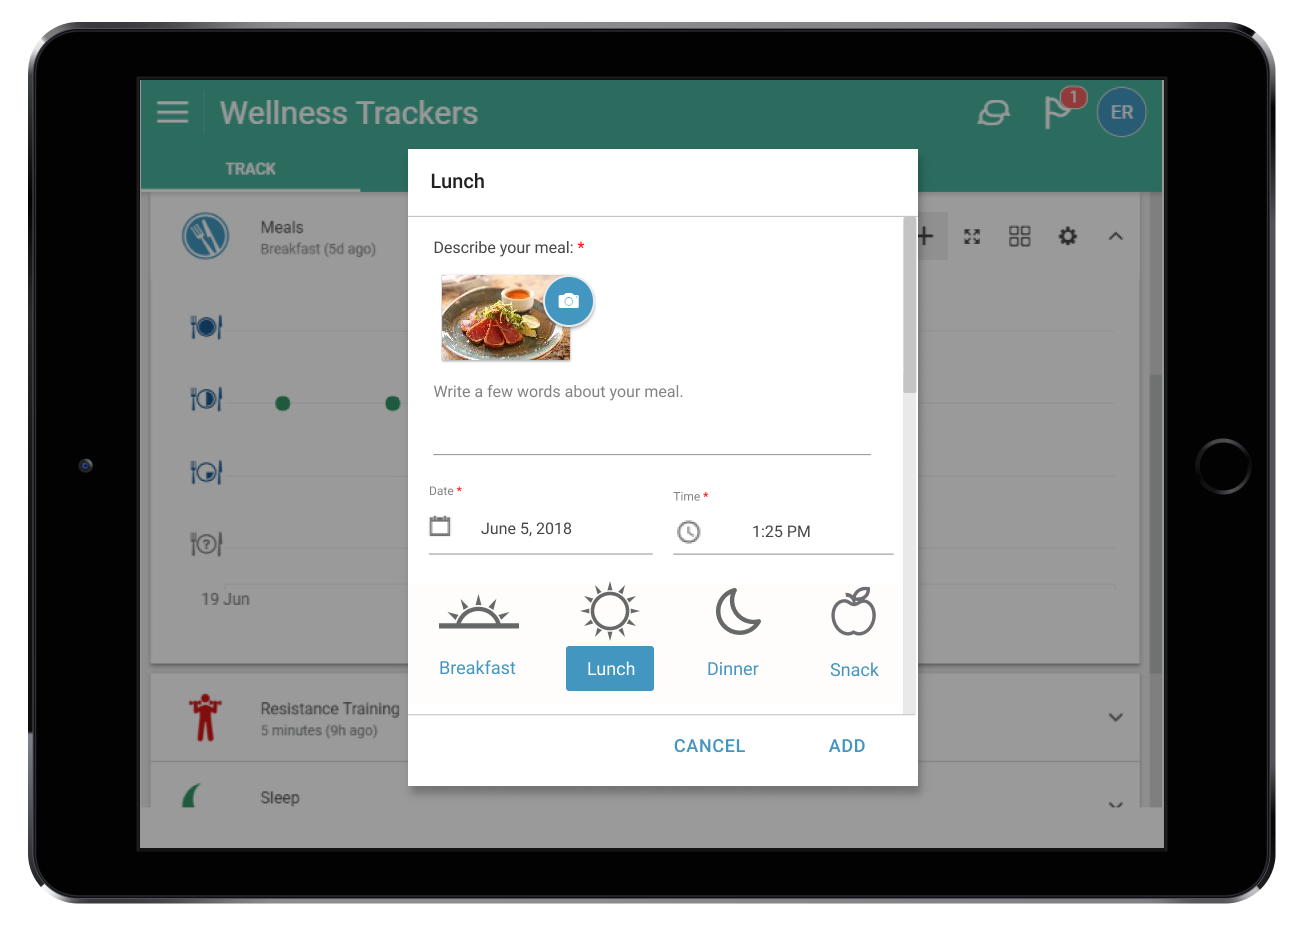 Wellness Trackers
1
ER
TRACK
Lunch
Meals
Breakfast (5d ago)
Describe your meal: *
Write a few words about your meal.
Date *
Time *
June 5, 2018
1:25 PM
?
19 Jun
Breakfast
Lunch
Dinner
Snack
Resistance Training
5 minutes (9h ago)
CANCEL
ADD
Sleep